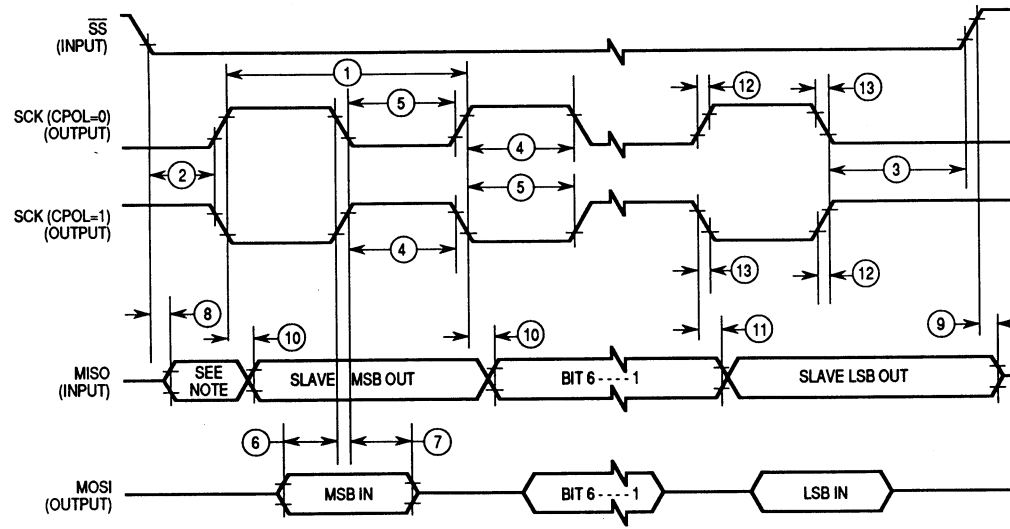 SS
(INPUT)
1
12
13
5
SCK (CPOL=0)
(OUTPUT)
4
2
3
5
SCK (CPOL=1)
(OUTPUT)
4
13
12
8
10
10
11
9
MISO
(INPUT)
SEE
NOTE
SLAVE MSB OUT
BIT 6 - - - - 1
SLAVE LSB OUT
6
7
MOSI
(OUTPUT)
MSB IN
BIT 6 - - - - 1
LSB IN